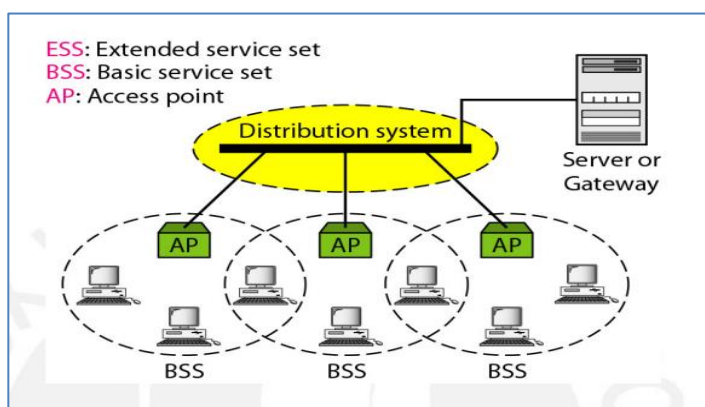 ESS: Extended service set
BSS: Basic service set
AP: Access point
Distribution system
Server or
Gateway
AP
AP
AP
BSS
BSS
BSS